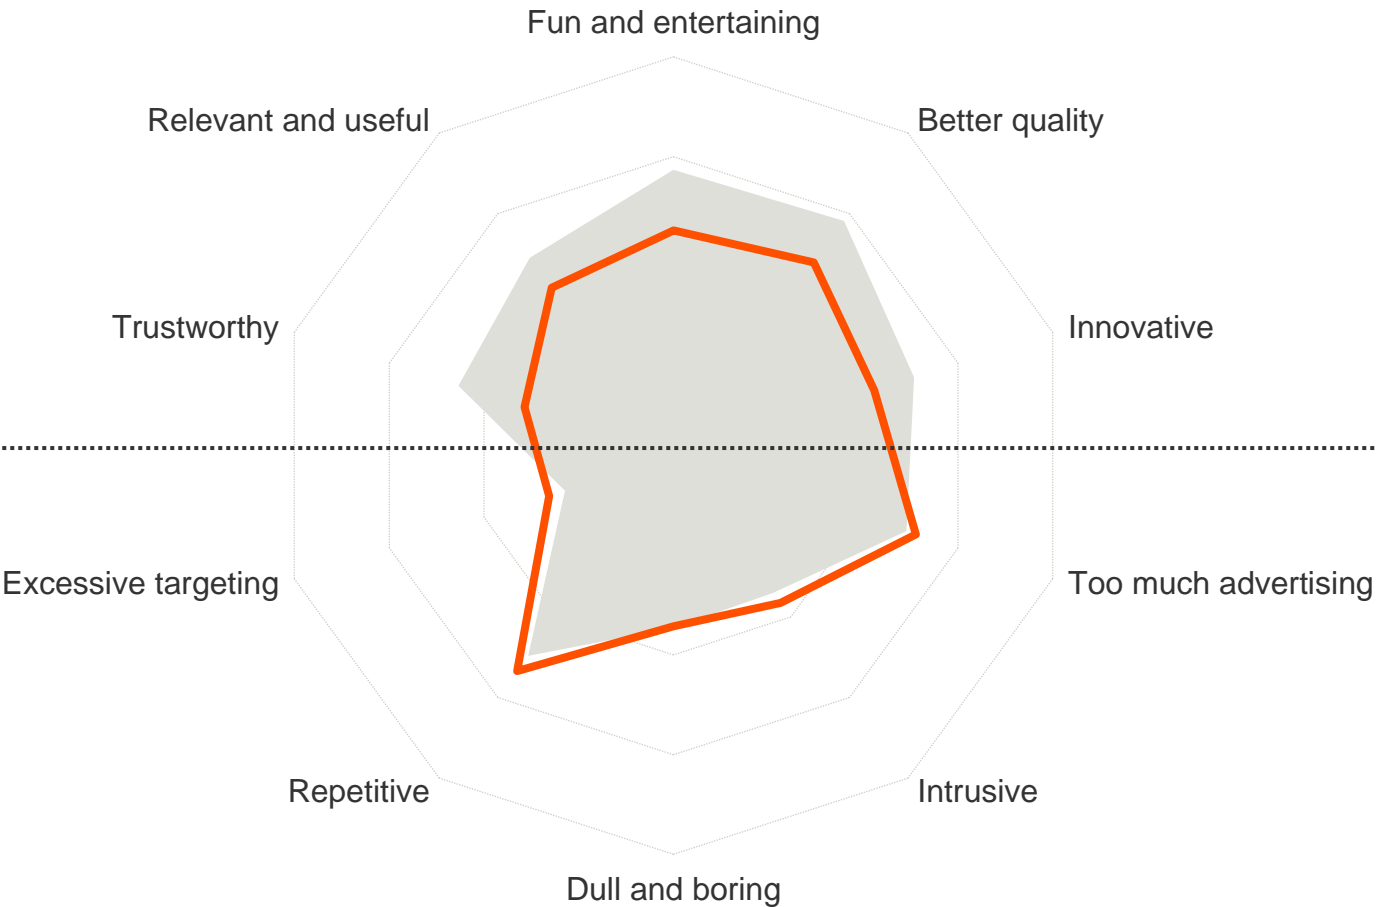 Fun and entertaining
Relevant and useful
Better quality
Trustworthy
Innovative
Excessive targeting
Too much advertising
Repetitive
Intrusive
Dull and boring